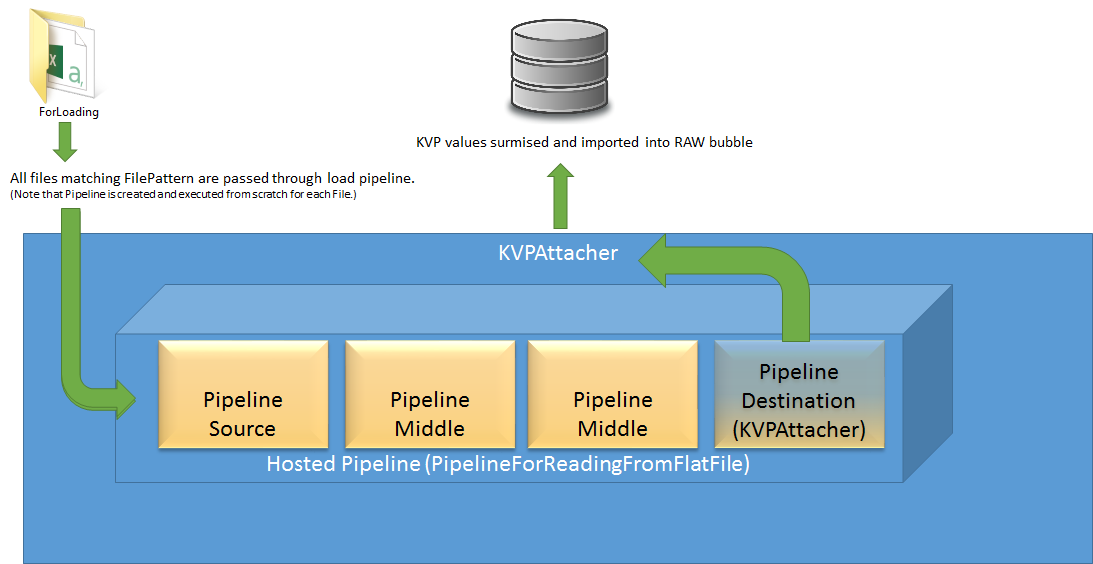 ForLoading
KVP values surmised and imported into RAW bubble
All files matching FilePattern are passed through load pipeline.
(Note that Pipeline is created and executed from scratch for each File.)
KVPAttacher
Pipeline
Source
Pipeline
Middle
Pipeline
Middle
Pipeline
Destination
(KVPAttacher)
Hosted Pipeline (PipelineForReadingFromFlatFile)